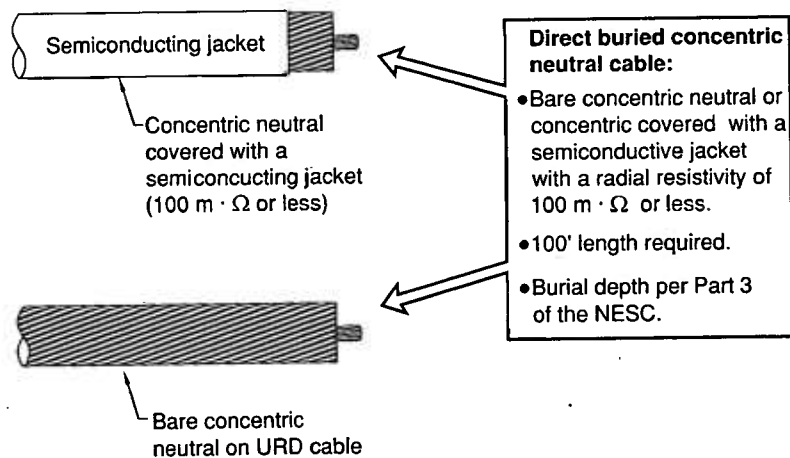 Semiconducting jacket
Concentric neutral
covered with a
semiconcucting jacket
(100 m · Ω or less)
Direct buried concentric
neutral cable:
•Bare concentric neutral or
concentric covered with a
semiconductive jacket
with a radial resistivity of
100 m · Ω or less.
•100' length required.
•Burial depth per Part 3
of the NESC.
Bare concentric
neutral on URD cable